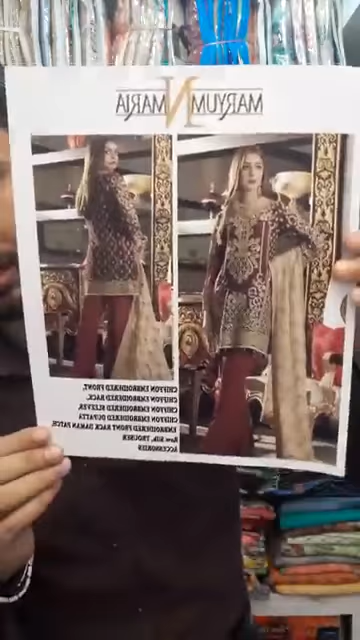 MARYUM N MARIA
CHIFFON EMBROIDERED FRONT,
CHIFFON EMBROIDERED BACK,
CHIFFON EMBROIDERED SLEEVES,
CHIFFON EMBROIDERED DUPATTA
EMBROIDERED FRONT BACK DAMAN PATCH,
RAW SILK TROUSER
ACCESSORIES